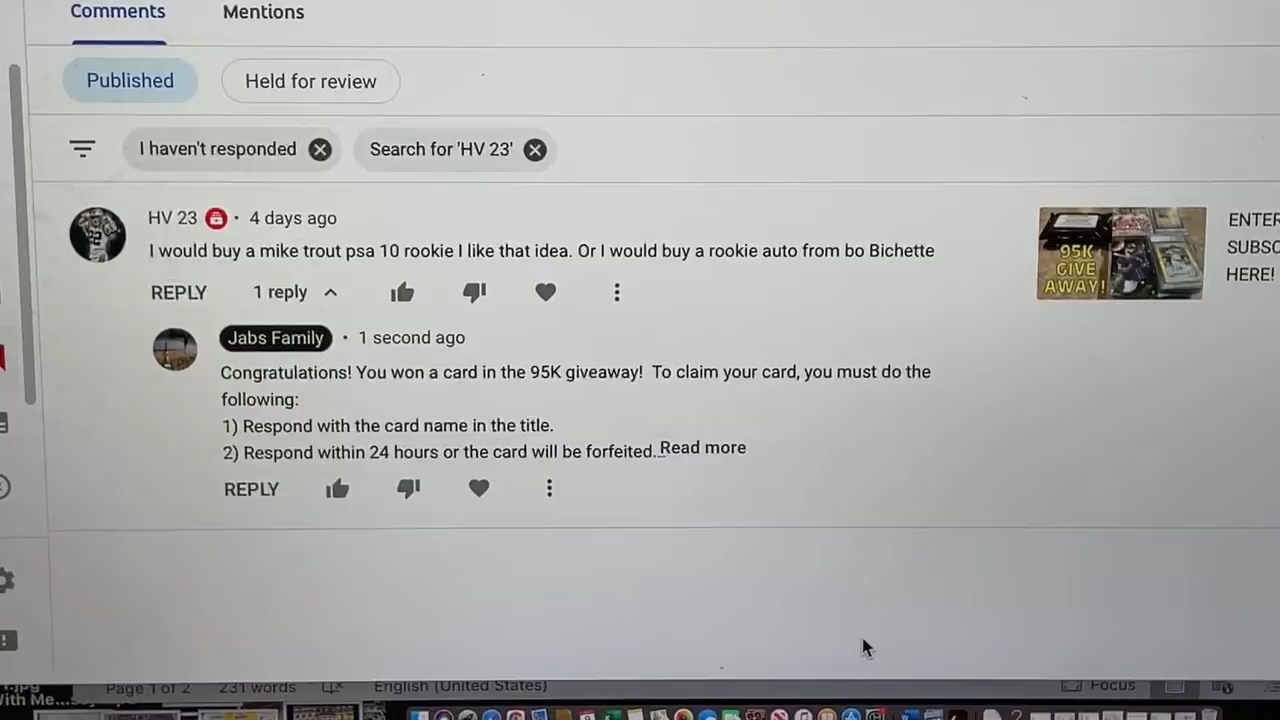 Comments Mentions
Published Held for review
I haven't responded Search for 'HV 23'
HV 23 · 4 days ago
I would buy a mike trout psa 10 rookie I like that idea. Or I would buy a rookie auto from bo Bichette
REPLY 1 reply
95K
GIVE
AWAY!
ENTER
SUBSC
HERE!
Jabs Family · 1 second ago
Congratulations! You won a card in the 95K giveaway! To claim your card, you must do the
following:
1) Respond with the card name in the title.
2) Respond within 24 hours or the card will be forfeited...Read more
REPLY
Page 1 of 2 231 words English (United States) Focus
With Me...